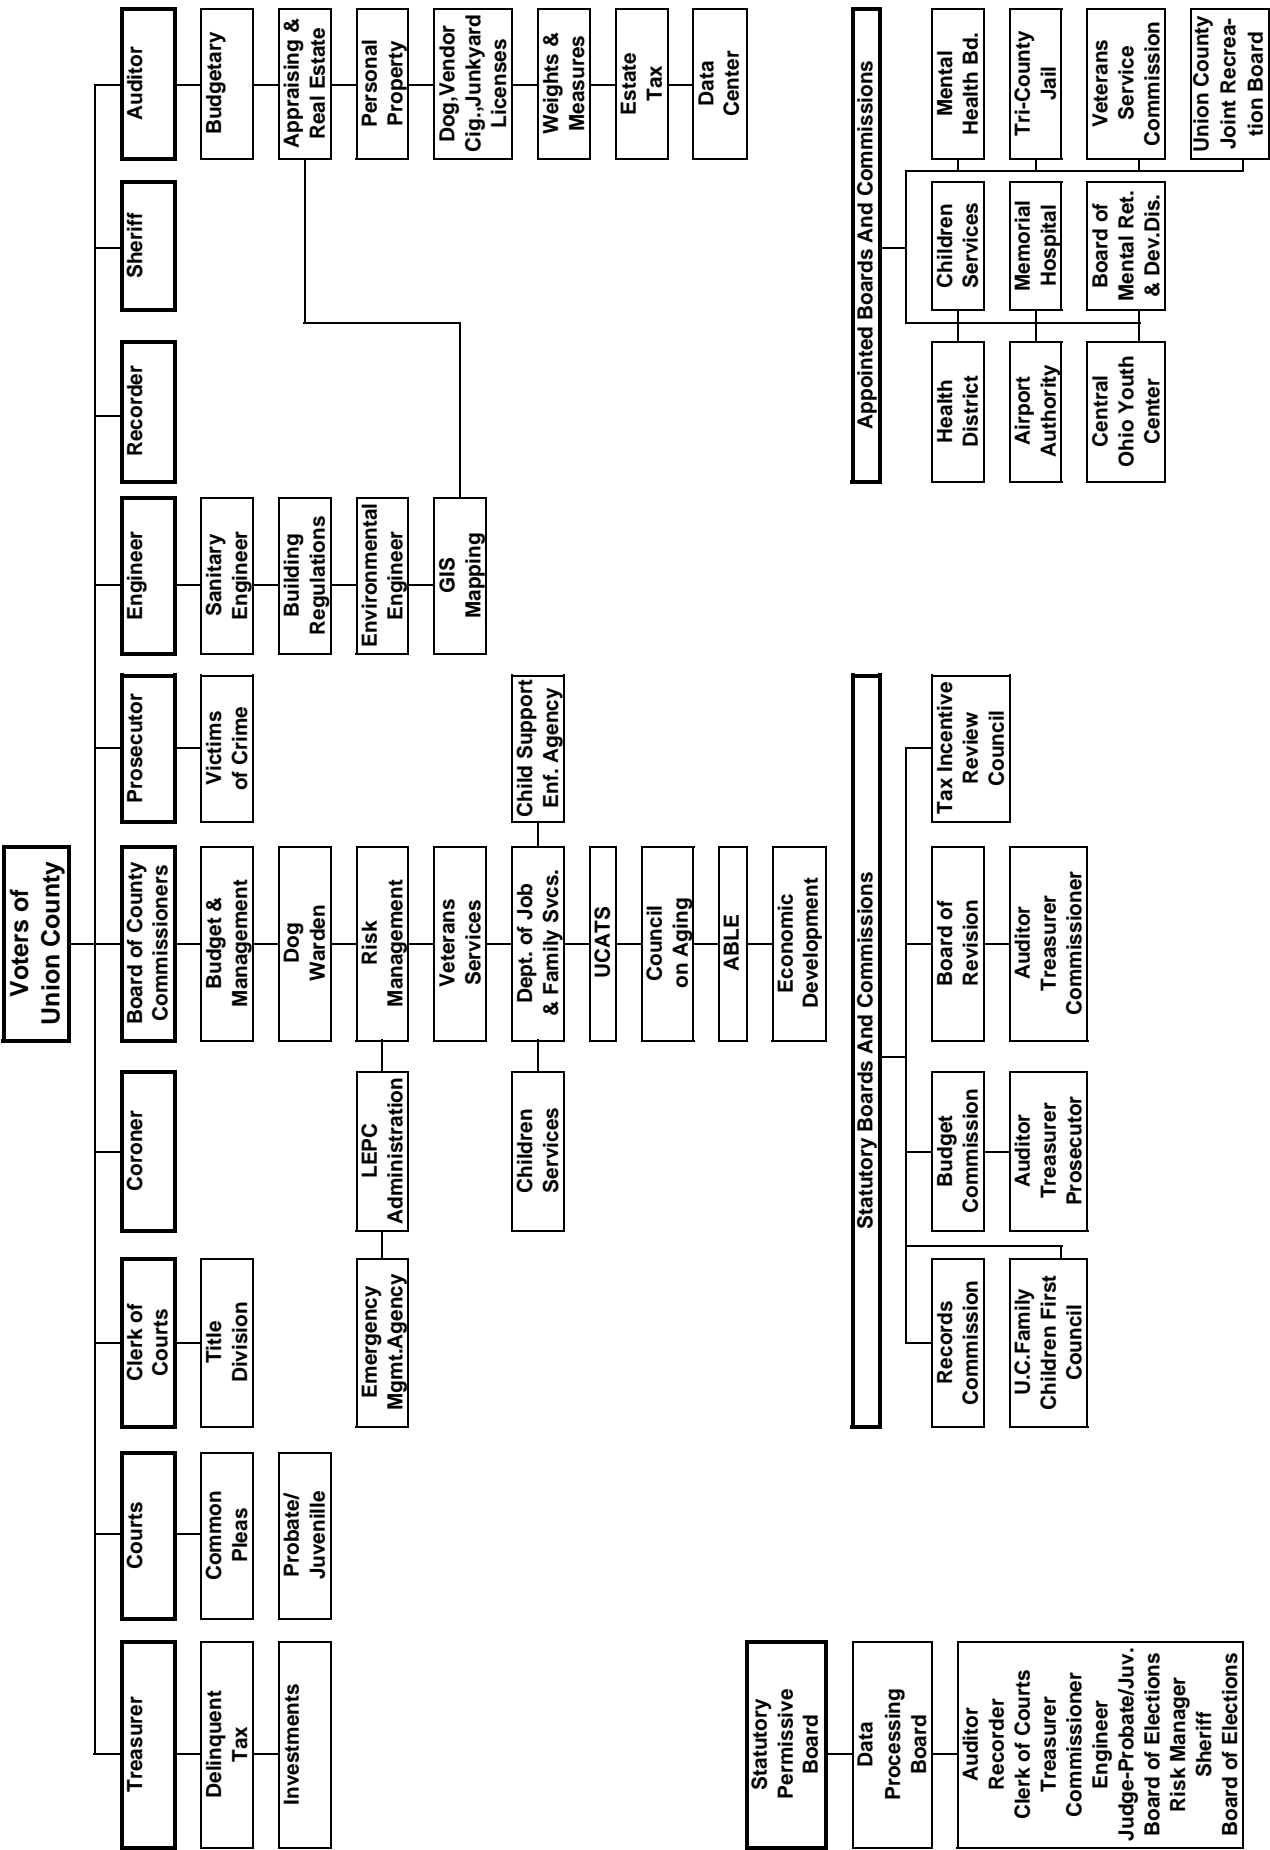 Voters of
Union County
Treasurer
Courts
Clerk of
Courts
Coroner
Board of County
Commissioners
Prosecutor
Engineer
Recorder
Sheriff
Auditor
Delinquent
Tax
Investments
Common
Pleas
Probate/
Juvenille
Title
Division
Budget &
Management
Dog
Warden
Emergency
Mgmt.Agency
LEPC
Administration
Risk
Management
Veterans
Services
Children
Services
Dept. of Job
& Family Svcs.
Child Support
Enf. Agency
UCATS
Council
on Aging
ABLE
Economic
Development
Victims
of Crime
Sanitary
Engineer
Building
Regulations
Environmental
Engineer
GIS
Mapping
Budgetary
Appraising &
Real Estate
Personal
Property
Dog,Vendor
Cig.,Junkyard
Licenses
Weights &
Measures
Estate
Tax
Data
Center
Statutory
Permissive
Board
Data
Processing
Board
Auditor
Recorder
Clerk of Courts
Treasurer
Commissioner
Engineer
Judge-Probate/Juv.
Board of Elections
Risk Manager
Sheriff
Board of Elections
Statutory Boards And Commissions
Records
Commission
U.C.Family
Children First
Council
Budget
Commission
Auditor
Treasurer
Prosecutor
Board of
Revision
Auditor
Treasurer
Commissioner
Tax Incentive
Review
Council
Appointed Boards And Commissions
Health
District
Children
Services
Mental
Health Bd.
Airport
Authority
Memorial
Hospital
Tri-County
Jail
Central
Ohio Youth
Center
Board of
Mental Ret.
& Dev.Dis.
Veterans
Service
Commission
Union County
Joint Recrea-
tion Board